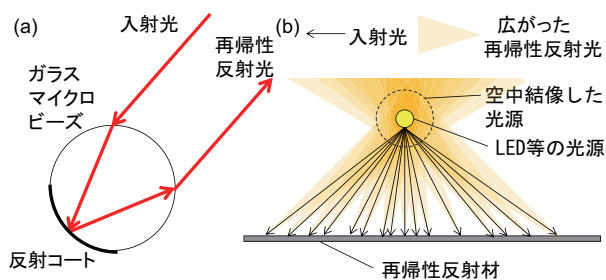 (a)
入射光
再帰性
反射光
ガラス
マイクロ
ビーズ
反射コート
(b)
入射光
広がった
再帰性反射光
空中結像した
光源
LED等の光源
再帰性反射材